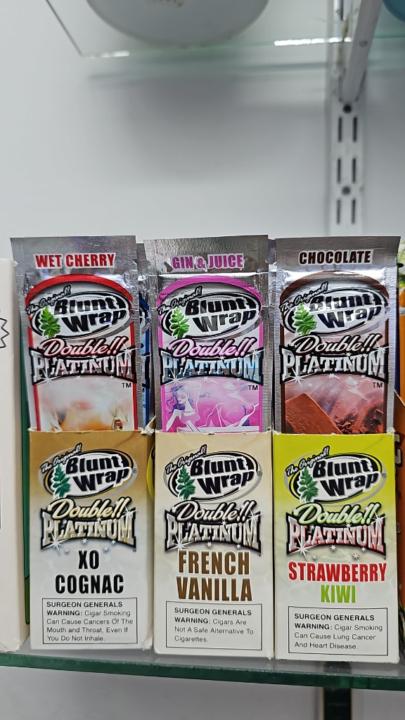 WET CHERRY
The Original!
Blunt
Wrap
Double!!
PLATINUM
TM
GIN & JUICE
The Original!
Blunt
Wrap
Double!!
PLATINUM
TM
CHOCOLATE
The Original!
Blunt
Wrap
Double!!
PLATINUM
TM
The Original!
Blunt
Wrap
Double!!
PLATINUM
XO
COGNAC
SURGEON GENERALS
WARNING: Cigar Smoking
Can Cause Cancers Of The
Mouth and Throat, Even If
You Do Not Inhale.
The Original!
Blunt
Wrap
Double!!
PLATINUM
FRENCH
VANILLA
SURGEON GENERALS
WARNING: Cigars Are
Not A Safe Alternative To
Cigarettes.
The Original!
Blunt
Wrap
Double!!
PLATINUM
STRAWBERRY
KIWI
SURGEON GENERALS
WARNING: Cigar Smoking
Can Cause Lung Cancer
And Heart Disease.